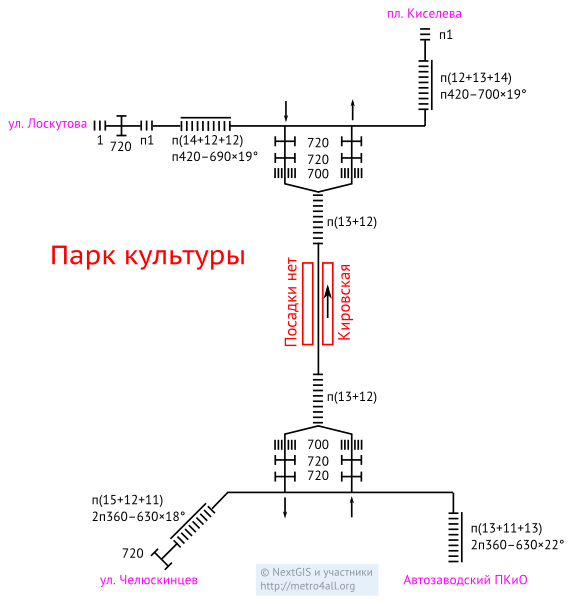 пл. Киселева
п1
п(12+13+14)
п420–700×19°
ул. Лоскутова
1
720
п1
п(14+12+12)
п420–690×19°
720
720
700
п(13+12)
Парк культуры
Посадки нет
Кировская
п(13+12)
700
720
720
п(15+12+11)
2п360–630×18°
720
ул. Челюскинцев
п(13+11+13)
2п360–630×22°
Автозаводский ПКиО
© NextGIS и участники
http://metro4all.org